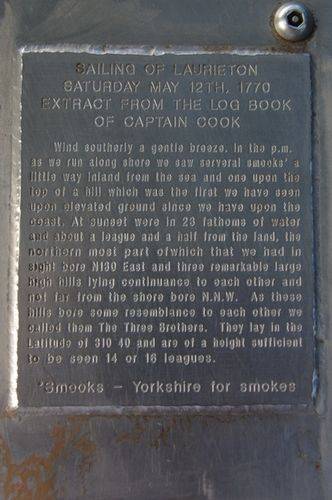 SAILING OF LAURIETON
SATURDAY MAY 12TH, 1770
EXTRACT FROM THE LOG BOOK
OF CAPTAIN COOK
Wind southerly a gentle breeze. In the p.m.
as we run along shore we saw serveral smooks' a
little way inland from the sea and one upon the
top of a hill which was the first we have seen
upon elevated ground since we have upon the
coast. At sunset were in 23 fathoms of water
and about a league and a half from the land, the
northern most part ofwhich that we had in
sight bore N130 East and three remarkable large
high hills lying continuance to each other and
not far from the shore bore N.N.W. As these
hills bore some resemblance to each other we
called them The Three Brothers. They lay in the
Latitude of 310 40 and are of a height sufficient
to be seen 14 or 16 leagues.
'Smooks - Yorkshire for smokes